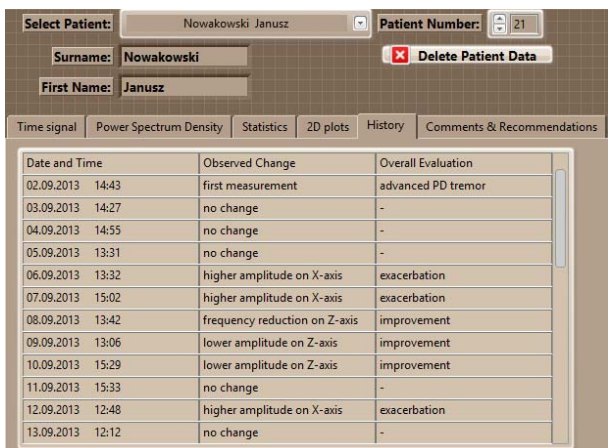 Select Patient: Nowakowski Janusz Patient Number: 21
Surname: Nowakowski Delete Patient Data
First Name: Janusz
Time signal Power Spectrum Density Statistics 2D plots History Comments & Recommendations
Date and Time Observed Change Overall Evaluation
02.09.2013 14:43 first measurement advanced PD tremor
03.09.2013 14:27 no change -
04.09.2013 14:55 no change -
05.09.2013 13:31 no change -
06.09.2013 13:32 higher amplitude on X-axis exacerbation
07.09.2013 15:02 higher amplitude on X-axis exacerbation
08.09.2013 13:42 frequency reduction on Z-axis improvement
09.09.2013 13:06 lower amplitude on Z-axis improvement
10.09.2013 15:29 lower amplitude on Z-axis improvement
11.09.2013 15:33 no change -
12.09.2013 12:48 higher amplitude on X-axis exacerbation
13.09.2013 12:12 no change -